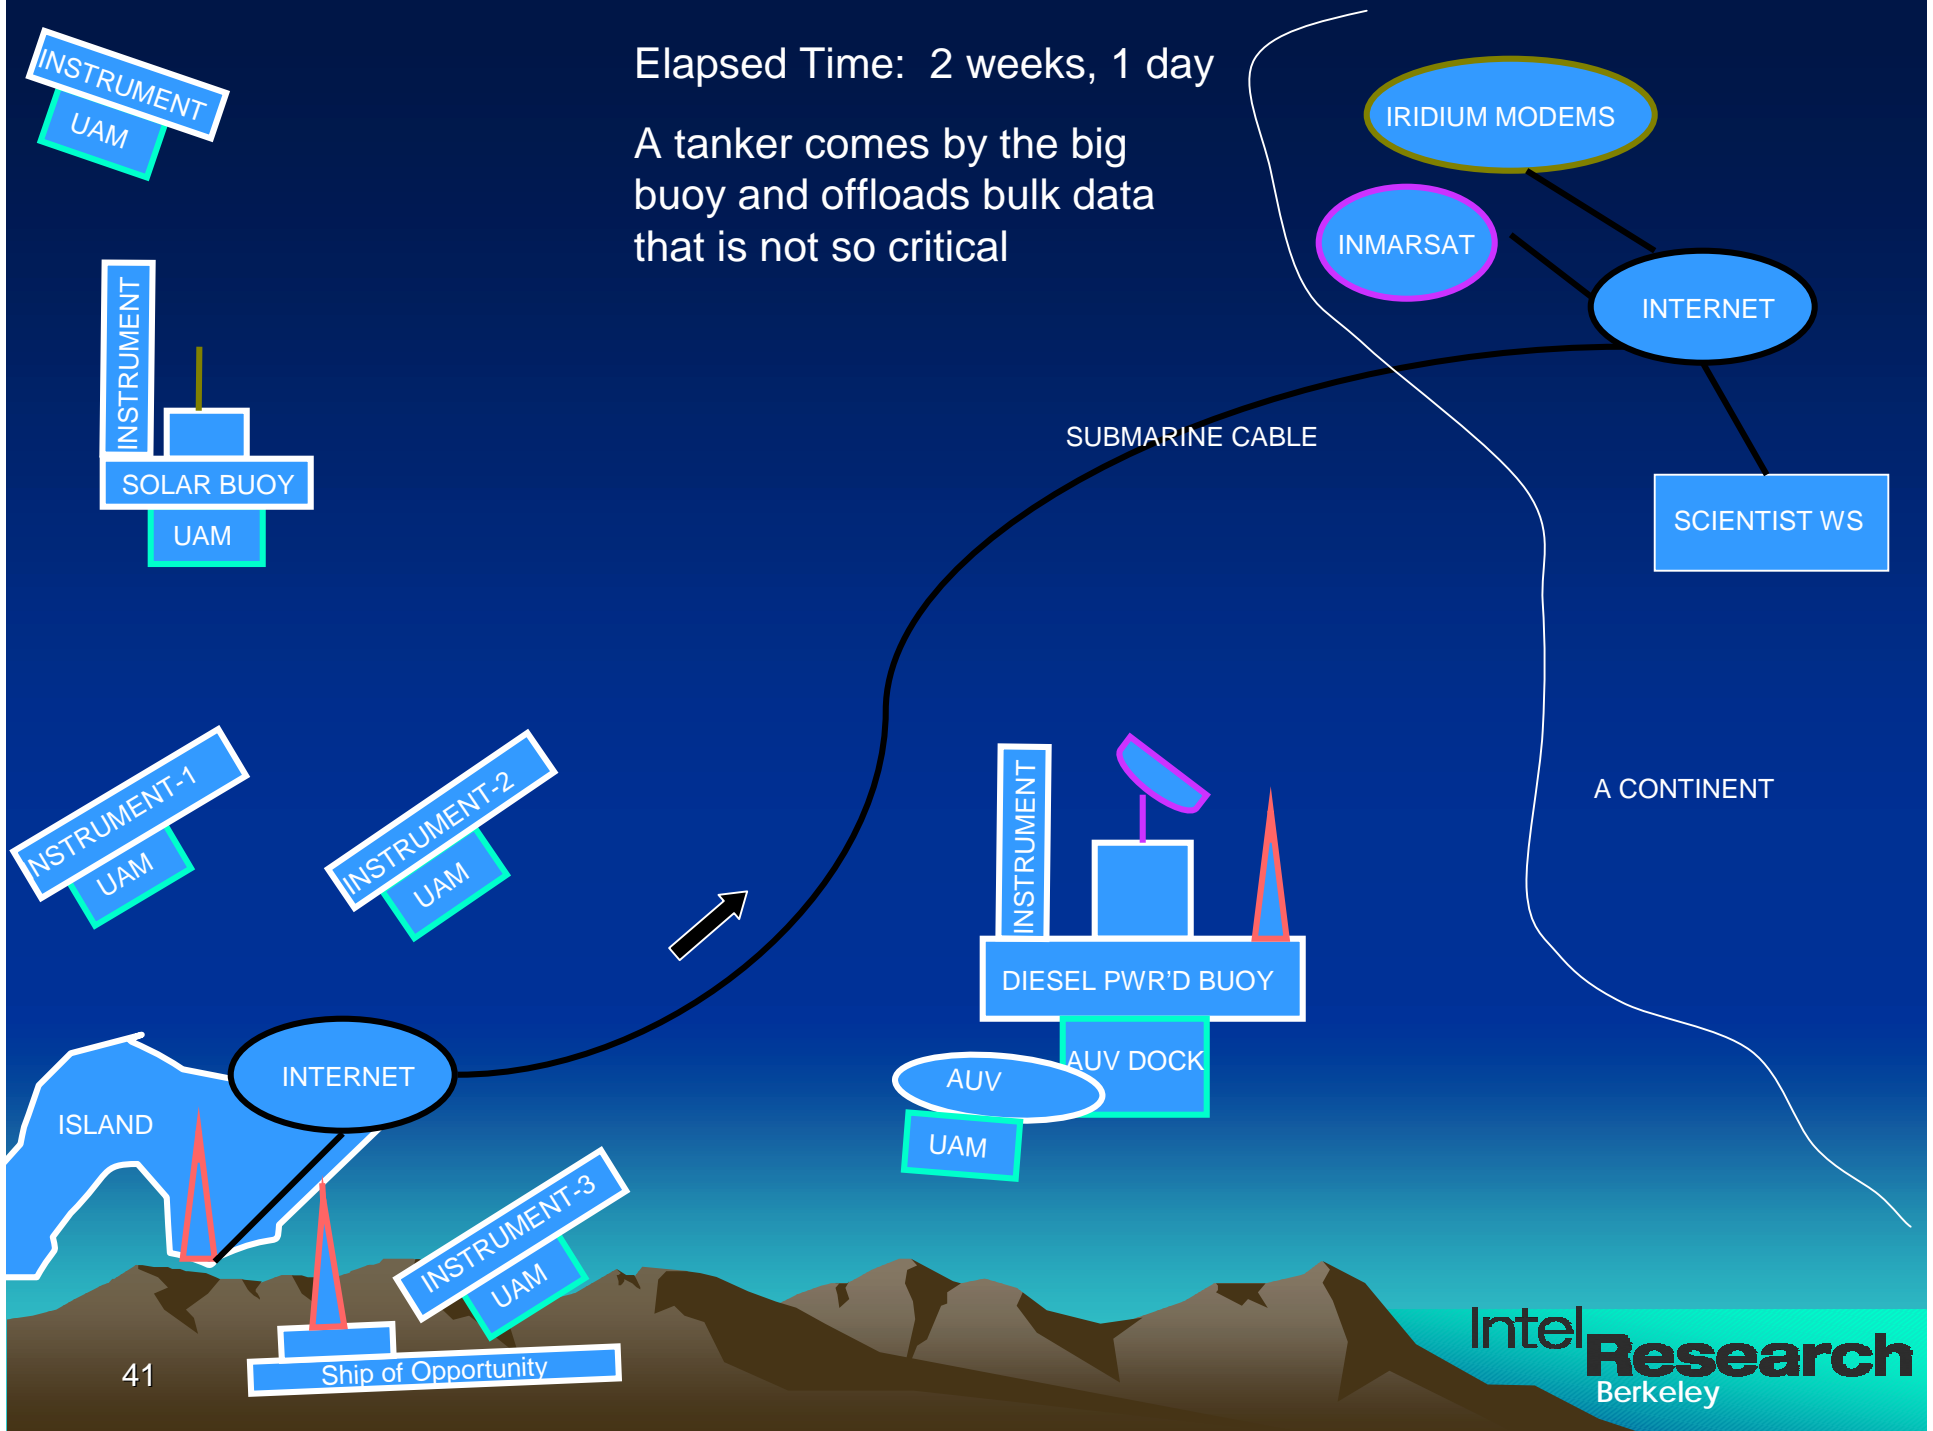 INSTRUMENT
UAM
Elapsed Time: 2 weeks, 1 day
A tanker comes by the big
buoy and offloads bulk data
that is not so critical
IRIDIUM MODEMS
INMARSAT
INTERNET
INSTRUMENT
SOLAR BUOY
UAM
SUBMARINE CABLE
SCIENTIST WS
NSTRUMENT-1
UAM
INSTRUMENT-2
UAM
INSTRUMENT
A CONTINENT
DIESEL PWR'D BUOY
AUV DOCK
AUV
UAM
INTERNET
ISLAND
INSTRUMENT-3
UAM
Ship of Opportunity
41
Intel
Research
Berkeley